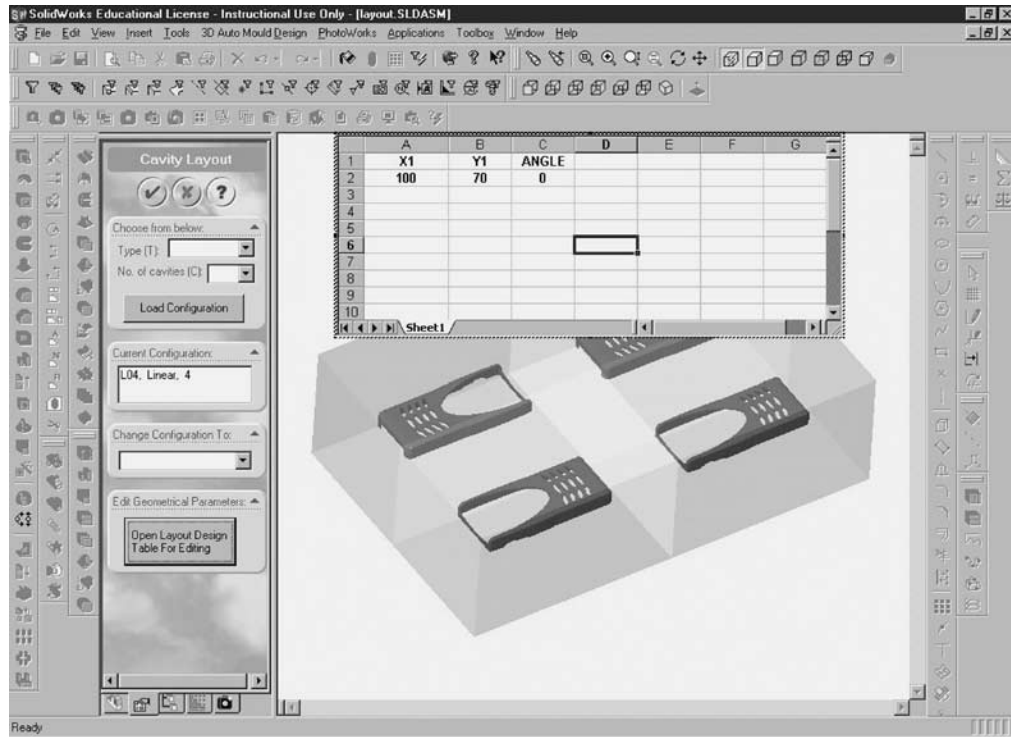 SolidWorks Educational License - Instructional Use Only - [layout.SLDASM]
File Edit View Insert Tools 3D Auto Mould Design PhotoWorks Applications Toolbox Window Help
Cavity Layout
Choose from below:
Type (T):
No. of cavities (C):
Load Configuration
Current Configuration:
L04, Linear, 4
Change Configuration To:
Edit Geometrical Parameters:
Open Layout Design
Table For Editing
A B C D E F G
1 X1 Y1 ANGLE
2 100 70 0
3
4
5
6
7
8
9
10
Sheet1
Ready